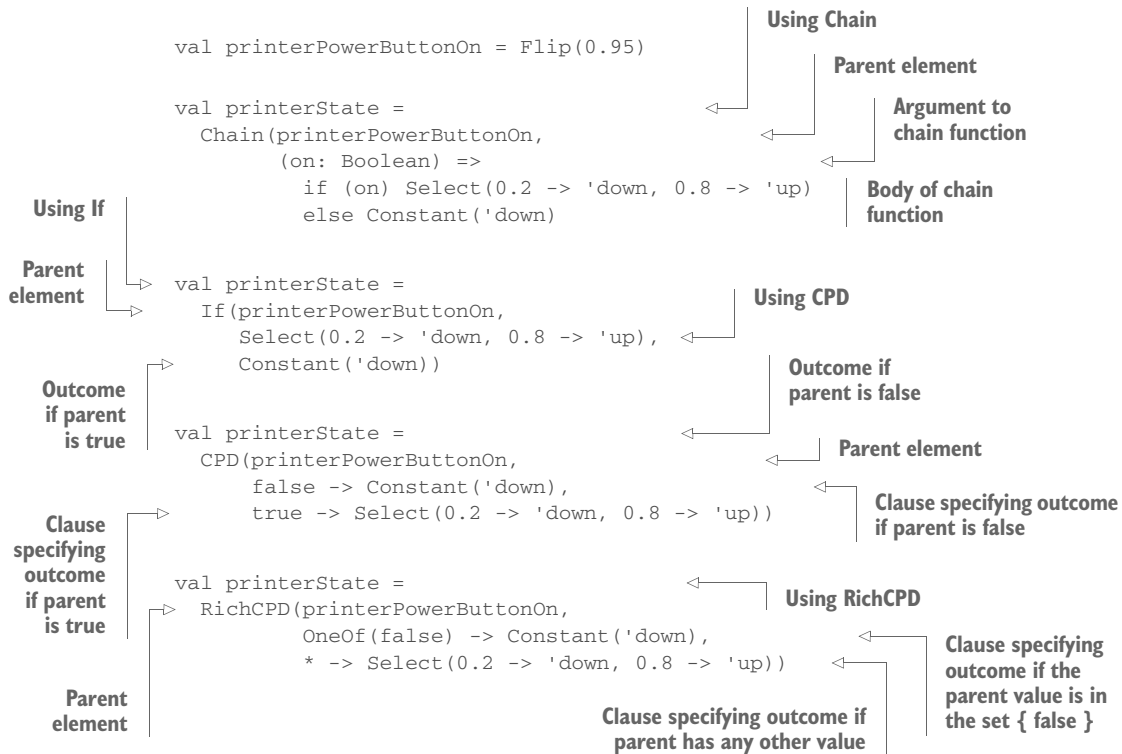 Using Chain
val printerPowerButtonOn = Flip(0.95)
Parent element
val printerState =
Argument to
chain function
Chain(printerPowerButtonOn,
(on: Boolean) =>
if (on) Select(0.2 -> 'down, 0.8 -> 'up)
else Constant('down)
Body of chain
function
Using If
Parent
element
val printerState =
If(printerPowerButtonOn,
Select(0.2 -> 'down, 0.8 -> 'up),
Constant('down))
Using CPD
Outcome
if parent
is true
Outcome if
parent is false
val printerState =
CPD(printerPowerButtonOn,
false -> Constant('down),
true -> Select(0.2 -> 'down, 0.8 -> 'up))
Parent element
Clause specifying outcome
if parent is false
Clause
specifying
outcome
if parent
is true
val printerState =
RichCPD(printerPowerButtonOn,
OneOf(false) -> Constant('down),
* -> Select(0.2 -> 'down, 0.8 -> 'up))
Using RichCPD
Clause specifying
outcome if the
parent value is in
the set { false }
Parent
element
Clause specifying outcome if
parent has any other value